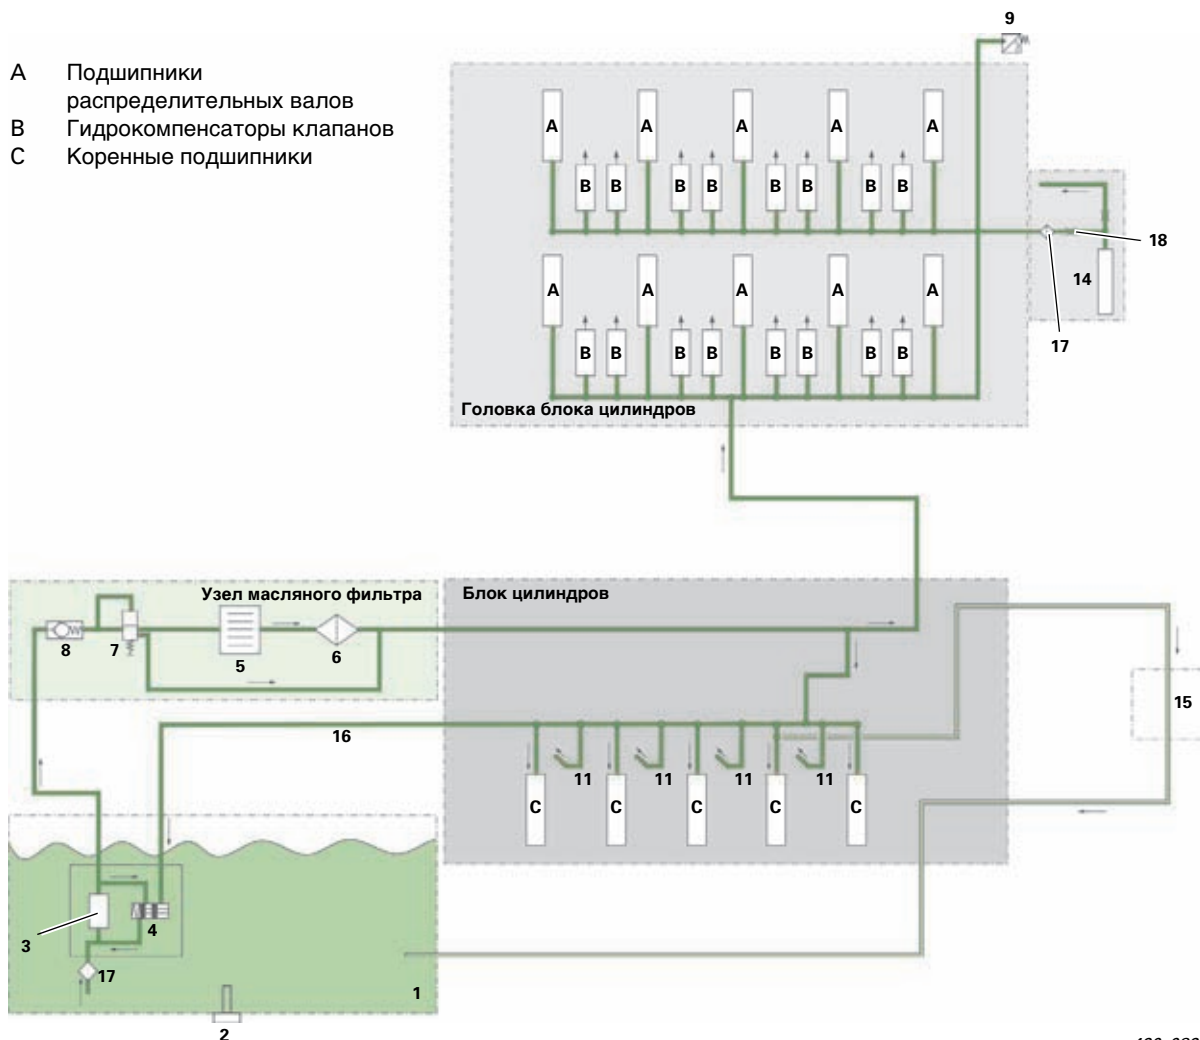 9
A Подшипники
распределительных валов
B Гидрокомпенсаторы клапанов
C Коренные подшипники
A A A A A
B B B B B B B B
18
14
17
A A A A A
B B B B B B B B
Головка блока цилиндров
Узел масляного фильтра
Блок цилиндров
8 7 5 6
15
16
11 11 11 11
C C C C C
3
4
17
1
2